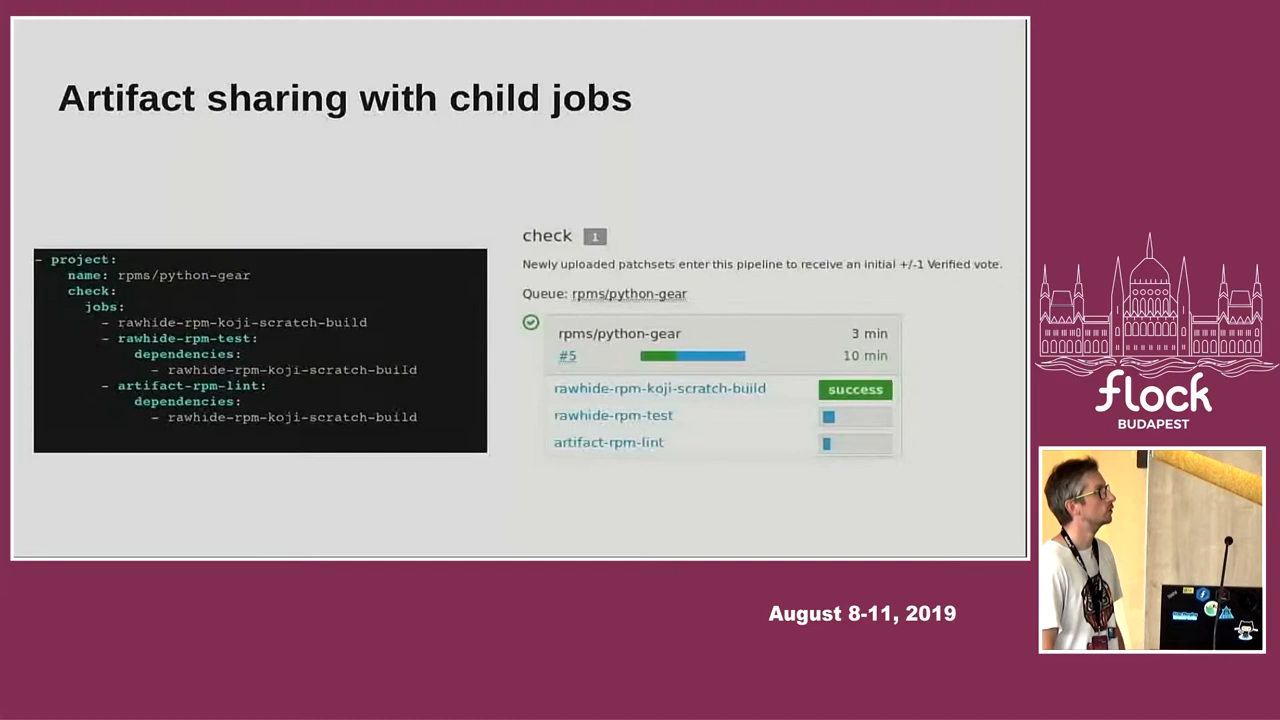 Artifact sharing with child jobs
- project:
name: rpms/python-gear
check:
jobs:
- rawhide-rpm-koji-scratch-build
- rawhide-rpm-test:
dependencies:
- rawhide-rpm-koji-scratch-build
- artifact-rpm-lint:
dependencies:
- rawhide-rpm-koji-scratch-build
check 1
Newly uploaded patchsets enter this pipeline to receive an initial +/-1 Verified vote.
Queue: rpms/python-gear
rpms/python-gear 3 min
#5 10 min
rawhide-rpm-koji-scratch-build success
rawhide-rpm-test
artifact-rpm-lint
flock
BUDAPEST
August 8-11, 2019